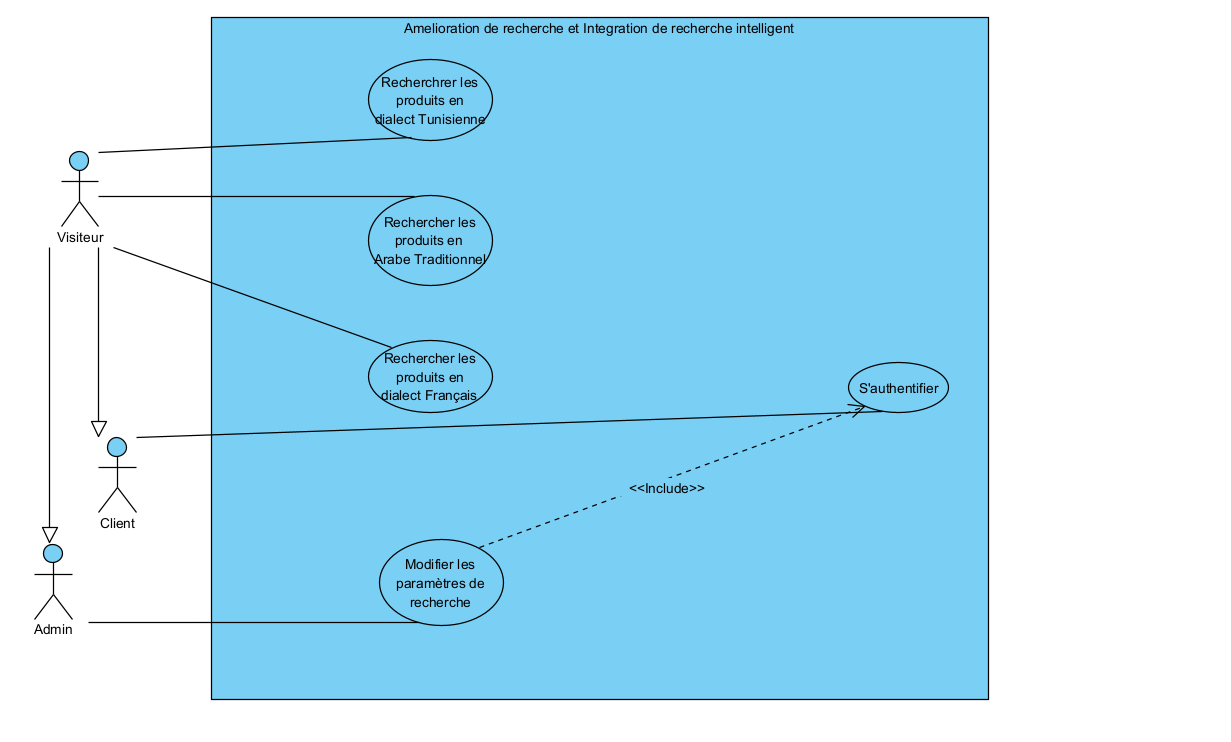 Amelioration de recherche et Integration de recherche intelligent
Recherchrer les
produits en
dialect Tunisienne
Visiteur
Rechercher les
produits en
Arabe Traditionnel
Rechercher les
produits en
dialect Français
S'authentifier
<<Include>>
Client
Modifier les
paramètres de
recherche
Admin